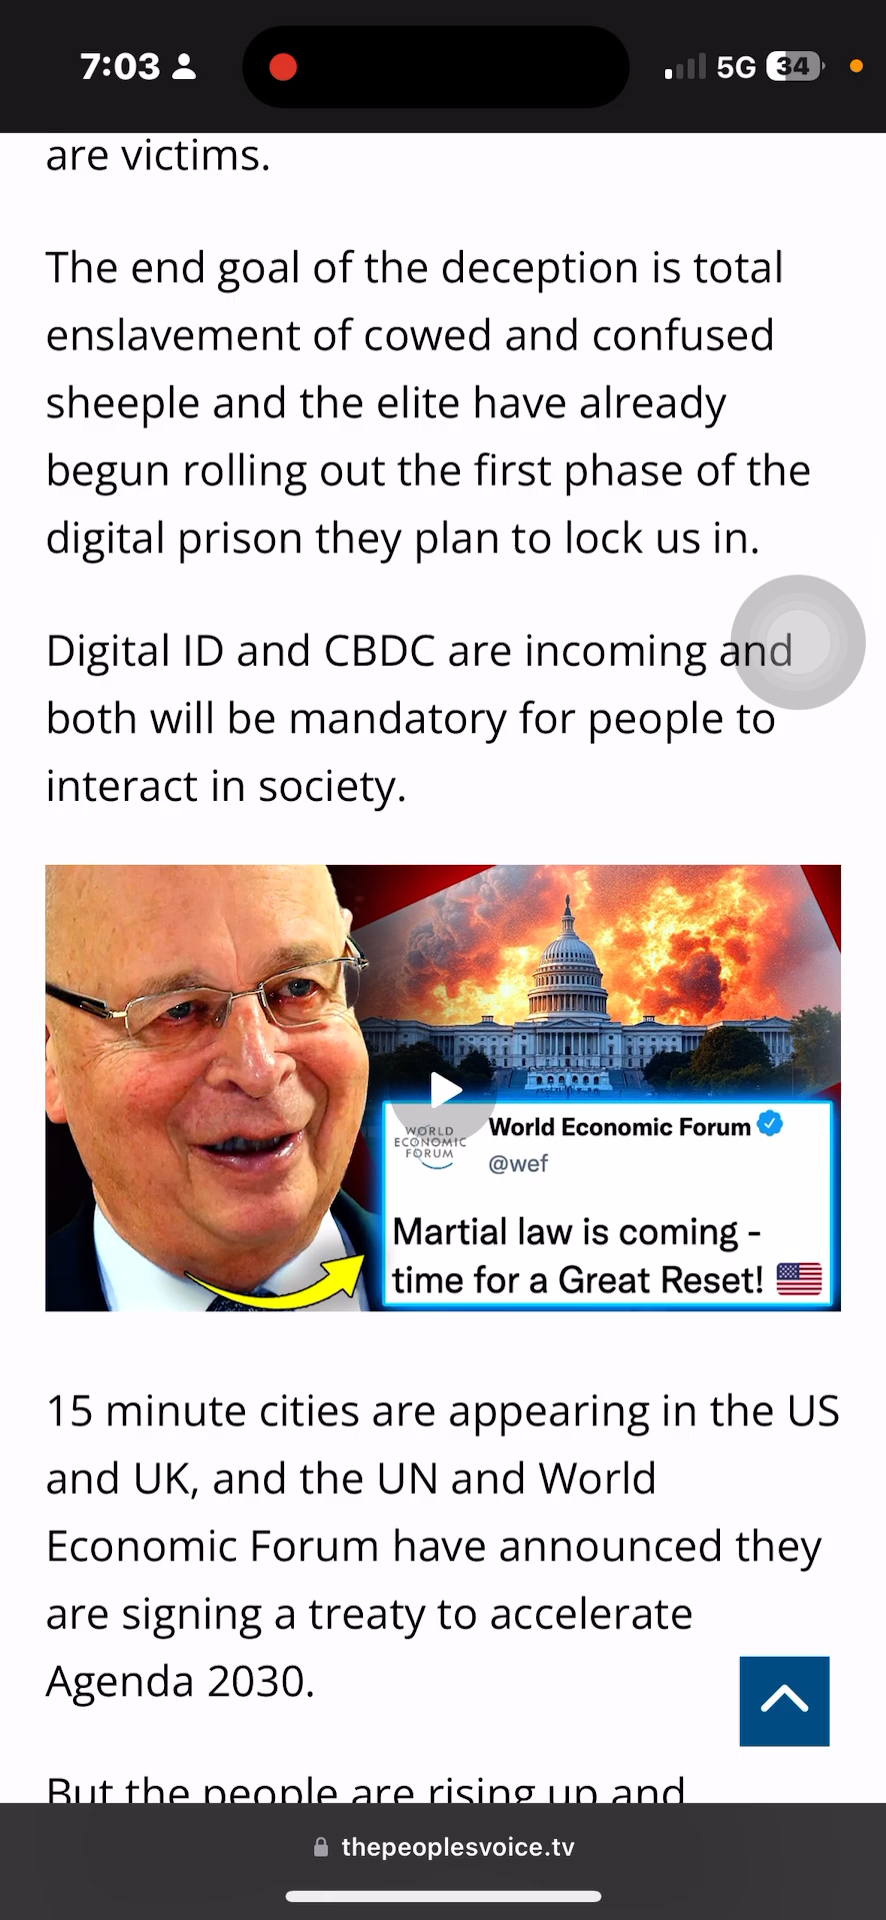 7:03
5G
34
are victims.
The end goal of the deception is total
enslavement of cowed and confused
sheeple and the elite have already
begun rolling out the first phase of the
digital prison they plan to lock us in.
Digital ID and CBDC are incoming and
both will be mandatory for people to
interact in society.
WORLD
ECONOMIC
FORUM
World Economic Forum
@wef
Martial law is coming -
time for a Great Reset! 🇺🇸
15 minute cities are appearing in the US
and UK, and the UN and World
Economic Forum have announced they
are signing a treaty to accelerate
Agenda 2030.
But the people are rising up and
thepeoplesvoice.tv